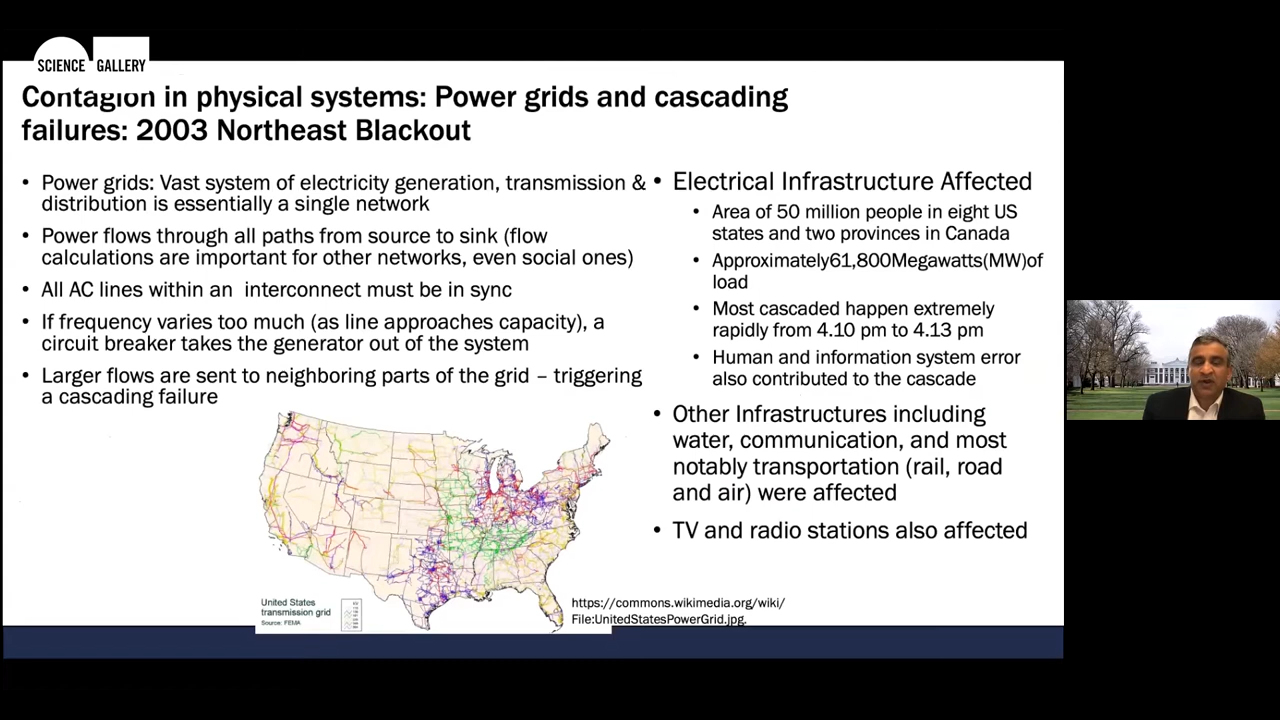 SCIENCE GALLERY
Contagion in physical systems: Power grids and cascading
failures: 2003 Northeast Blackout
• Power grids: Vast system of electricity generation, transmission &
distribution is essentially a single network
• Power flows through all paths from source to sink (flow
calculations are important for other networks, even social ones)
• All AC lines within an interconnect must be in sync
• If frequency varies too much (as line approaches capacity), a
circuit breaker takes the generator out of the system
• Larger flows are sent to neighboring parts of the grid – triggering
a cascading failure
• Electrical Infrastructure Affected
• Area of 50 million people in eight US
states and two provinces in Canada
• Approximately61,800Megawatts(MW)of
load
• Most cascaded happen extremely
rapidly from 4.10 pm to 4.13 pm
• Human and information system error
also contributed to the cascade
• Other Infrastructures including
water, communication, and most
notably transportation (rail, road
and air) were affected
• TV and radio stations also affected
United States
transmission grid
Source: FEMA
https://commons.wikimedia.org/wiki/
File:UnitedStatesPowerGrid.jpg.